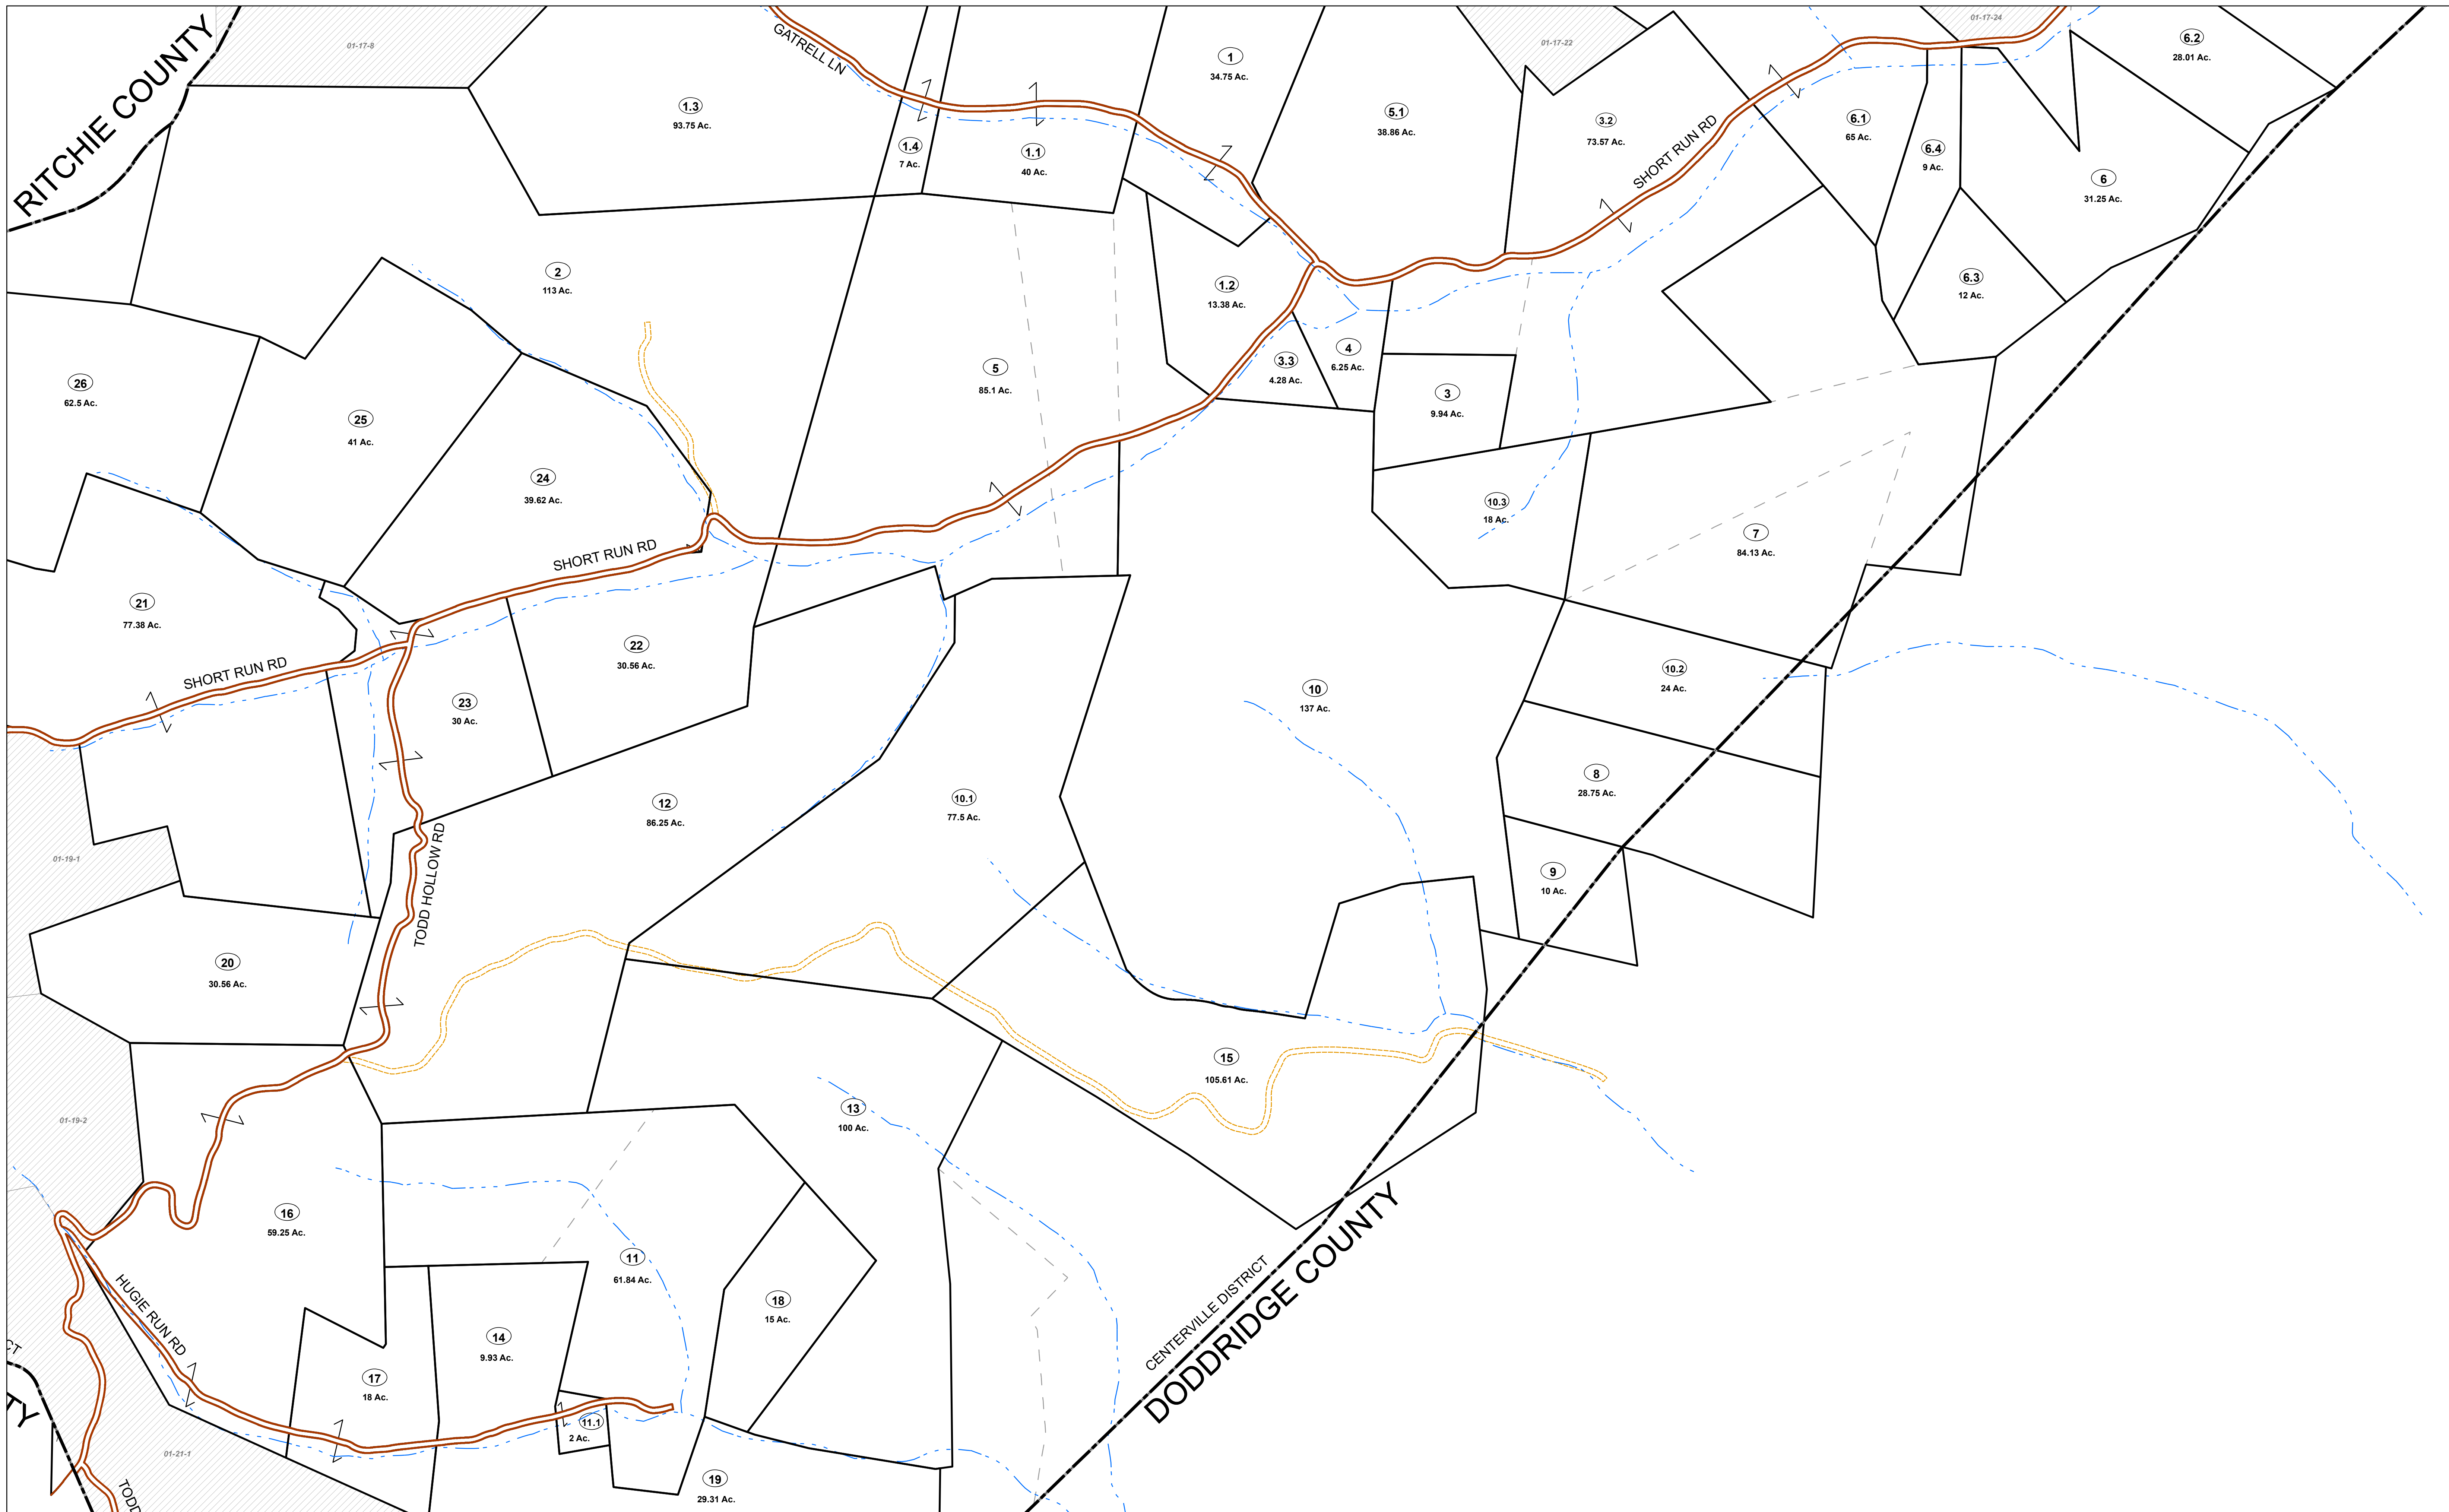 RITCHIE COUNTY
01-17-8
GATRELL LN
1
34.75 Ac.
01-17-22
01-17-24
6.2
28.01 Ac.
1.3
93.75 Ac.
1.4
7 Ac.
1.1
40 Ac.
5.1
38.86 Ac.
3.2
73.57 Ac.
SHORT RUN RD
6.1
65 Ac.
6.4
9 Ac.
6
31.25 Ac.
2
113 Ac.
1.2
13.38 Ac.
6.3
12 Ac.
26
62.5 Ac.
25
41 Ac.
5
85.1 Ac.
3.3
4.28 Ac.
4
6.25 Ac.
3
9.94 Ac.
24
39.62 Ac.
10.3
18 Ac.
7
84.13 Ac.
SHORT RUN RD
21
77.38 Ac.
22
30.56 Ac.
SHORT RUN RD
23
30 Ac.
10
137 Ac.
10.2
24 Ac.
8
28.75 Ac.
12
86.25 Ac.
10.1
77.5 Ac.
01-19-1
TODD HOLLOW RD
9
10 Ac.
20
30.56 Ac.
15
105.61 Ac.
01-19-2
13
100 Ac.
16
59.25 Ac.
11
61.84 Ac.
HUGIE RUN RD
18
15 Ac.
CENTERVILLE DISTRICT
DODDRIDGE COUNTY
14
9.93 Ac.
17
18 Ac.
CT
TY
11.1
2 Ac.
01-21-1
19
29.31 Ac.
TODD